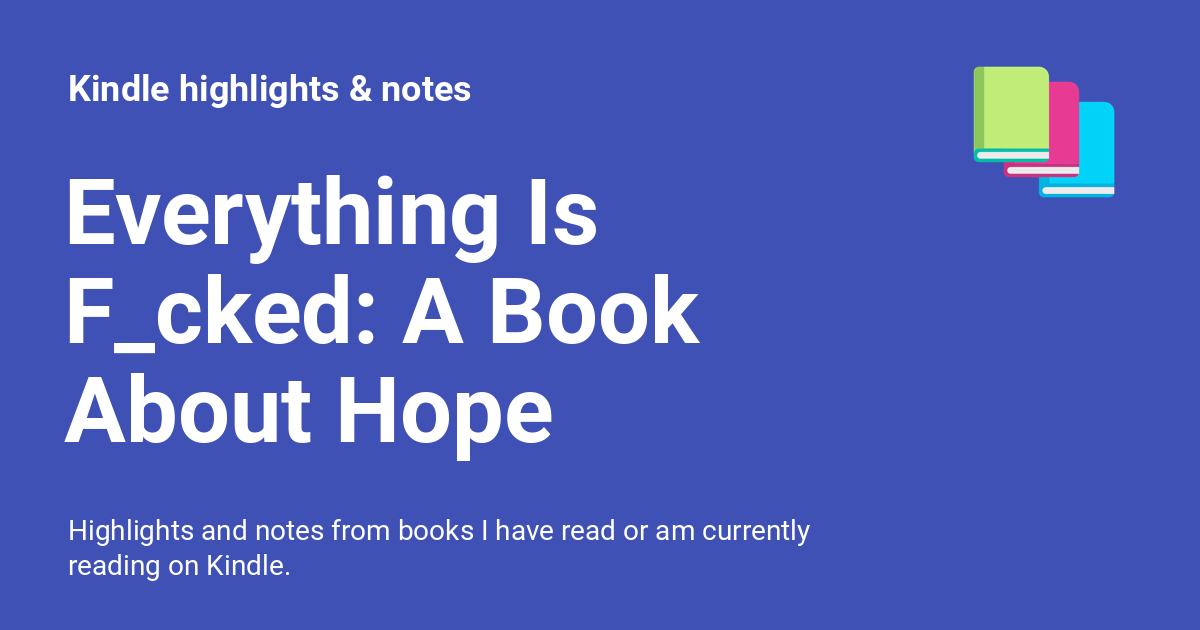 Kindle highlights & notes
Everything Is
F_cked: A Book
About Hope
Highlights and notes from books I have read or am currently
reading on Kindle.